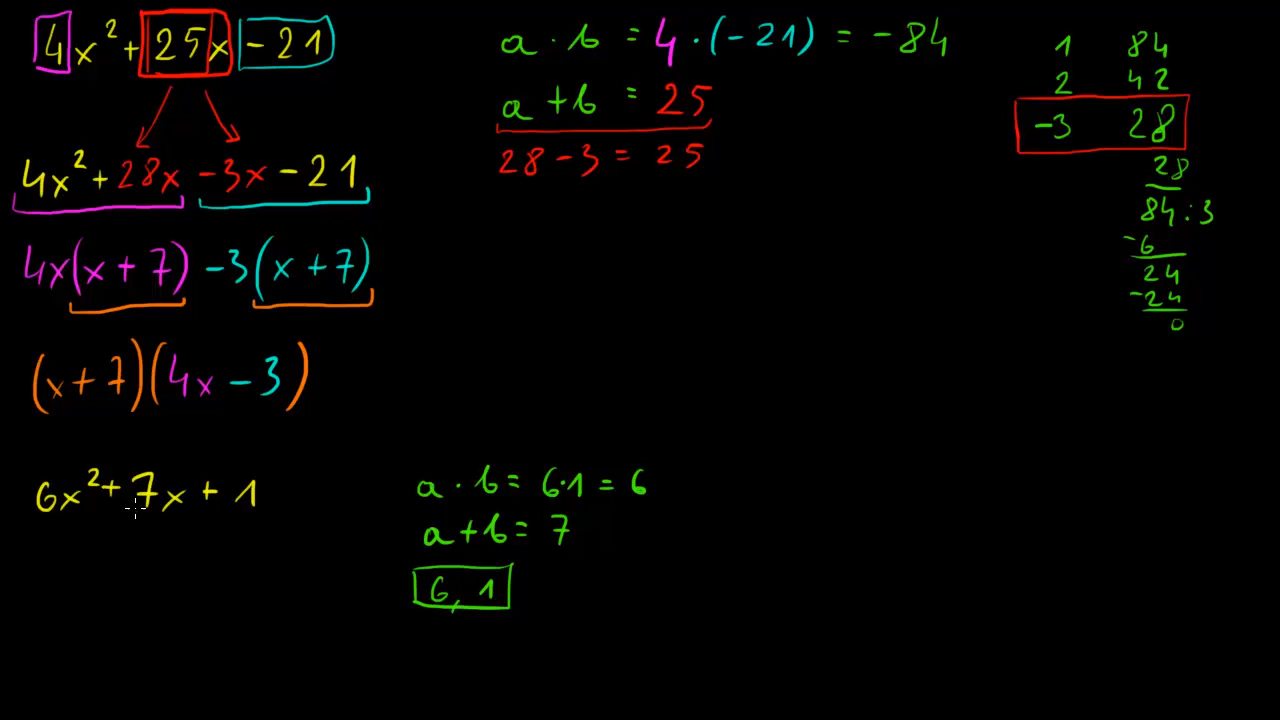 4x² + 25x - 21
a · b = 4 · (-21) = -84
a + b = 25
28 - 3 = 25
1 84
2 42
-3 28
28
84 : 3
-6
24
-24
0
4x² + 28x - 3x - 21
4x(x + 7) - 3(x + 7)
(x + 7)(4x - 3)
6x² + 7x + 1
a · b = 6·1 = 6
a + b = 7
6, 1